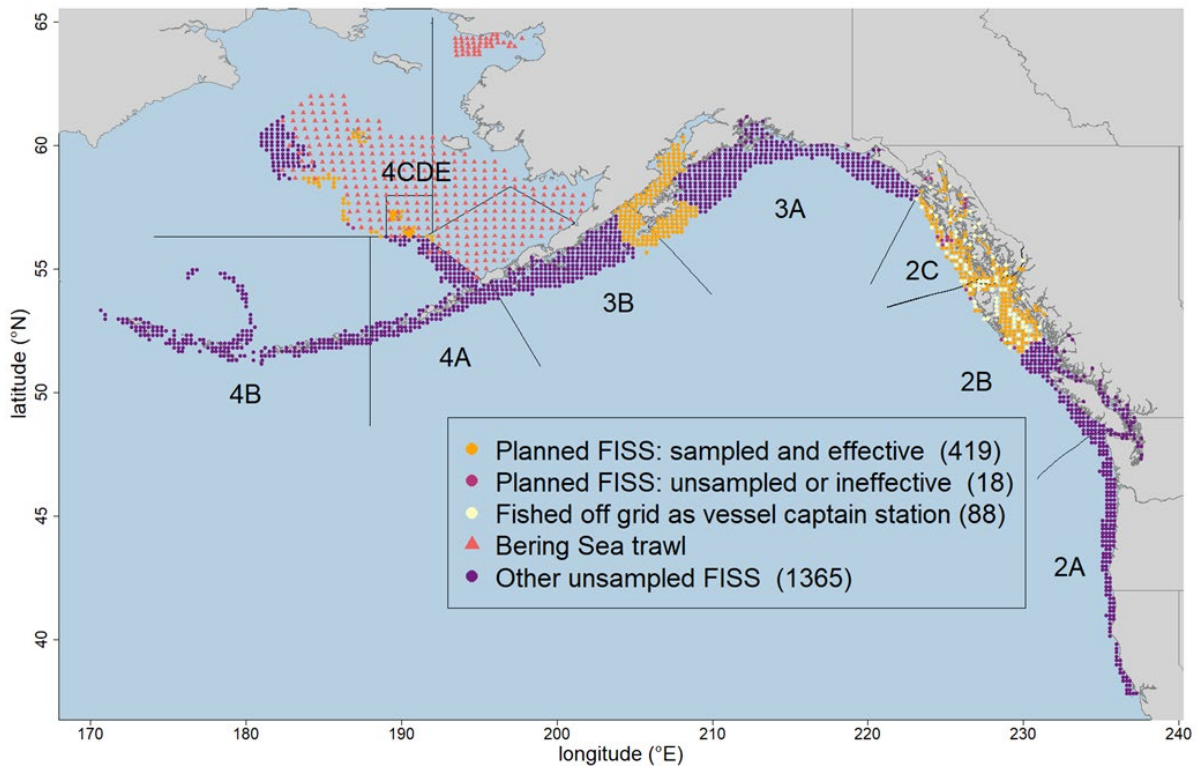 65
60
55
50
45
40
latitude (°N)
4CDE
3A
2C
3B
4A
4B
2B
2A
Planned FISS: sampled and effective (419)
Planned FISS: unsampled or ineffective (18)
Fished off grid as vessel captain station (88)
Bering Sea trawl
Other unsampled FISS (1365)
170 180 190 200 210 220 230 240
longitude (°E)